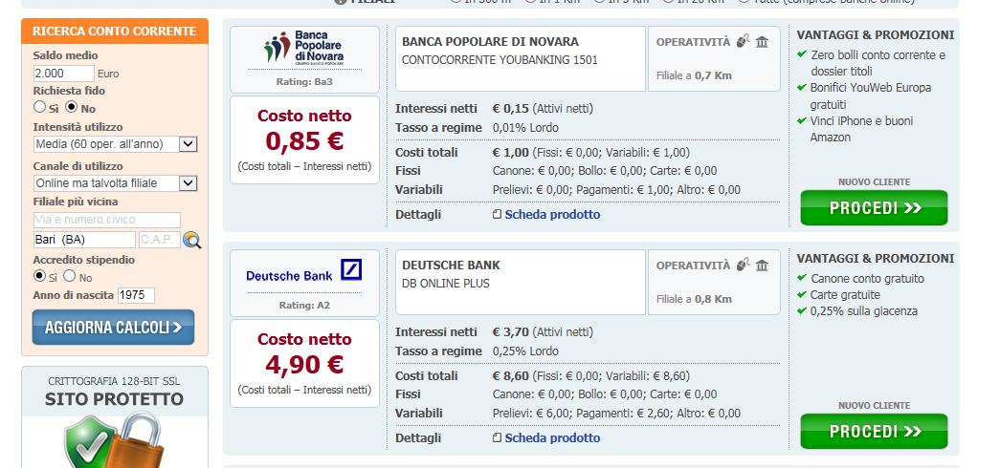 FILIALI In 500 m In 1 Km In 5 Km In 20 Km Tutte (comprese banche online)
RICERCA CONTO CORRENTE
Saldo medio
2.000 Euro
Richiesta fido
Sì No
Intensità utilizzo
Media (60 oper. all'anno)
Canale di utilizzo
Online ma talvolta filiale
Filiale più vicina
Via e numero civico
Bari (BA) C.A.P.
Accredito stipendio
Sì No
Anno di nascita 1975
AGGIORNA CALCOLI >
CRITTOGRAFIA 128-BIT SSL
SITO PROTETTO
Banca
Popolare
di Novara
GRUPPO BANCO POPOLARE
Rating: Ba3
Costo netto
0,85 €
(Costi totali – Interessi netti)
BANCA POPOLARE DI NOVARA
CONTOCORRENTE YOUBANKING 1501
OPERATIVITÀ
Filiale a 0,7 Km
Interessi netti € 0,15 (Attivi netti)
Tasso a regime 0,01% Lordo
Costi totali € 1,00 (Fissi: € 0,00; Variabili: € 1,00)
Fissi Canone: € 0,00; Bollo: € 0,00; Carte: € 0,00
Variabili Prelievi: € 0,00; Pagamenti: € 1,00; Altro: € 0,00
Dettagli Scheda prodotto
VANTAGGI & PROMOZIONI
Zero bolli conto corrente e
dossier titoli
Bonifici YouWeb Europa
gratuiti
Vinci iPhone e buoni
Amazon
NUOVO CLIENTE
PROCEDI >>
Deutsche Bank
Rating: A2
Costo netto
4,90 €
(Costi totali – Interessi netti)
DEUTSCHE BANK
DB ONLINE PLUS
OPERATIVITÀ
Filiale a 0,8 Km
Interessi netti € 3,70 (Attivi netti)
Tasso a regime 0,25% Lordo
Costi totali € 8,60 (Fissi: € 0,00; Variabili: € 8,60)
Fissi Canone: € 0,00; Bollo: € 0,00; Carte: € 0,00
Variabili Prelievi: € 6,00; Pagamenti: € 2,60; Altro: € 0,00
Dettagli Scheda prodotto
VANTAGGI & PROMOZIONI
Canone conto gratuito
Carte gratuite
0,25% sulla giacenza
NUOVO CLIENTE
PROCEDI >>